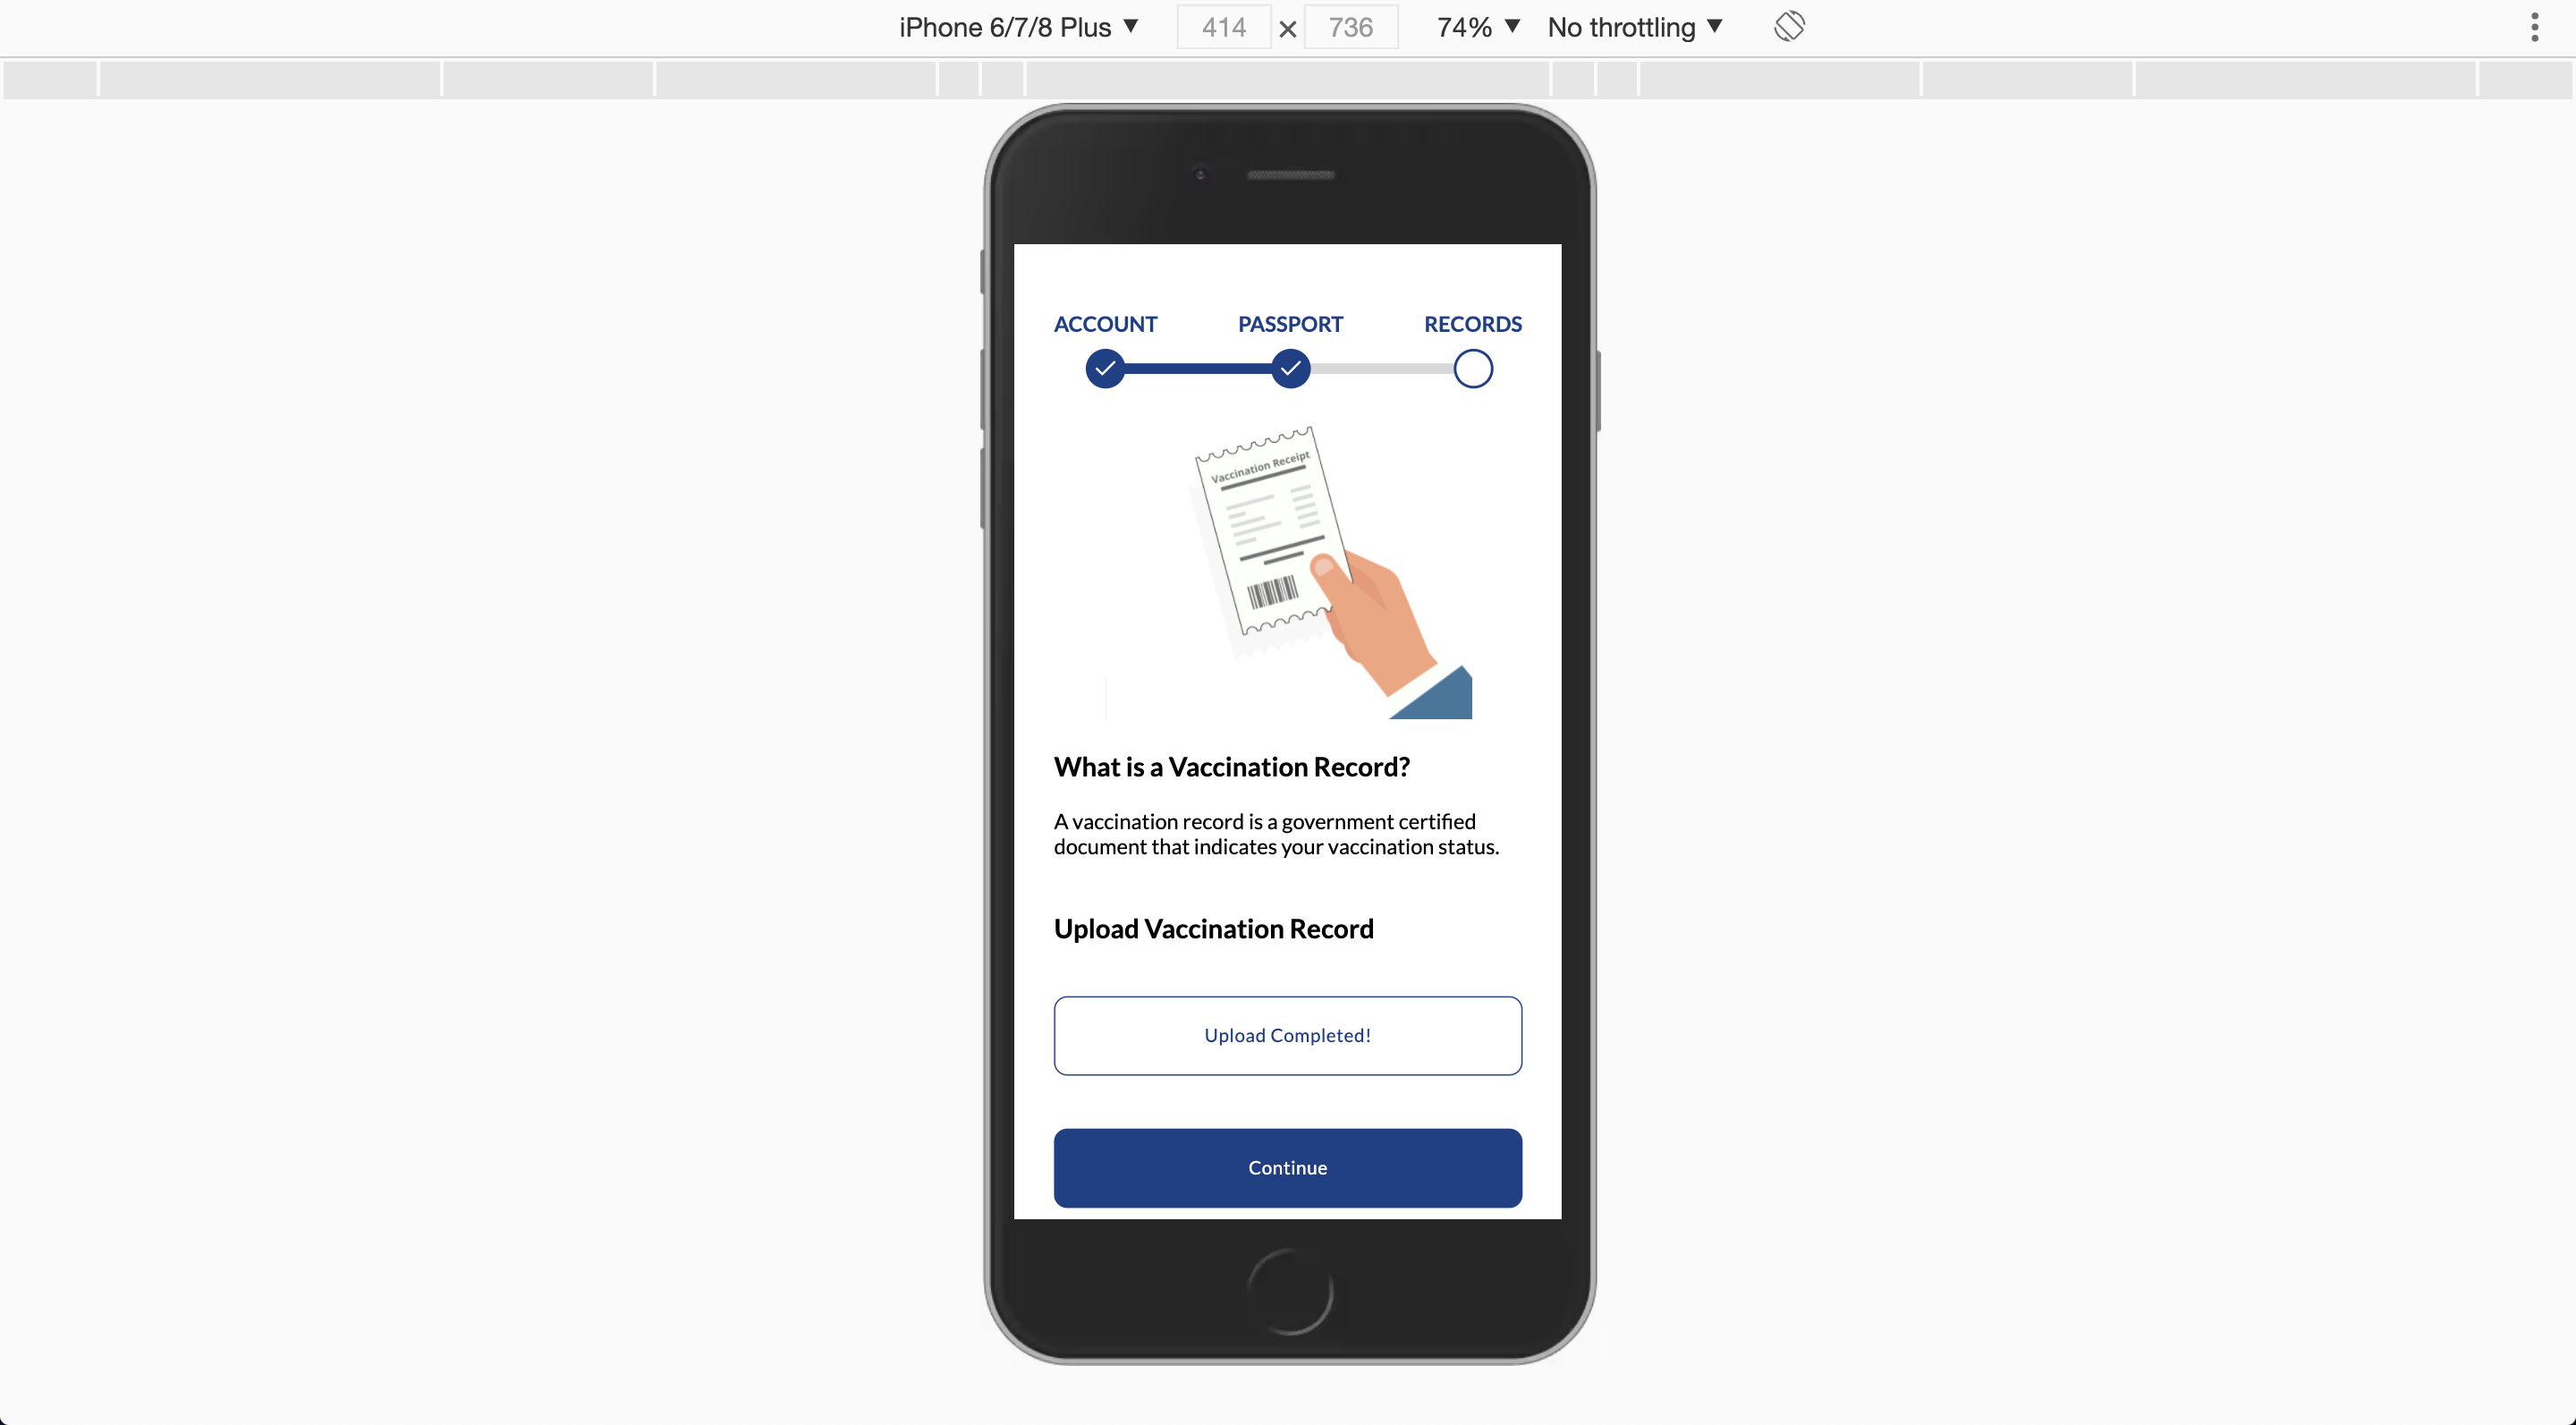 iPhone 6/7/8 Plus ▼ 414 × 736 74% ▼ No throttling ▼
ACCOUNT PASSPORT RECORDS
Vaccination Receipt
What is a Vaccination Record?
A vaccination record is a government certified
document that indicates your vaccination status.
Upload Vaccination Record
Upload Completed!
Continue